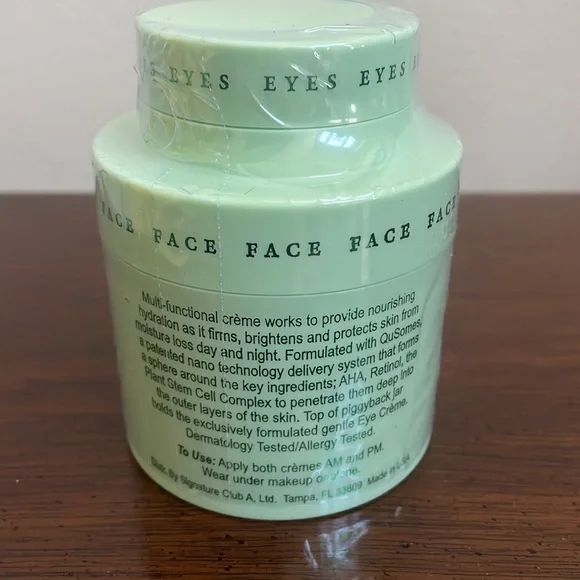 ES EYES EYES EYES E
FACE FACE FACE FACE FACE
Multi-functional crème works to provide nourishing
hydration as it firms, brightens and protects skin from
moisture loss day and night. Formulated with QuSomes,
a patented nano technology delivery system that forms
a sphere around the key ingredients; AHA, Retinol, the
Plant Stem Cell Complex to penetrate them deep into
the outer layers of the skin. Top of piggyback jar
holds the exclusively formulated gentle Eye Crème.
Dermatology Tested/Allergy Tested.
To Use: Apply both crèmes AM and PM.
Wear under makeup or alone.
Distr. By Signature Club A, Ltd. Tampa, FL 33609 Made in USA